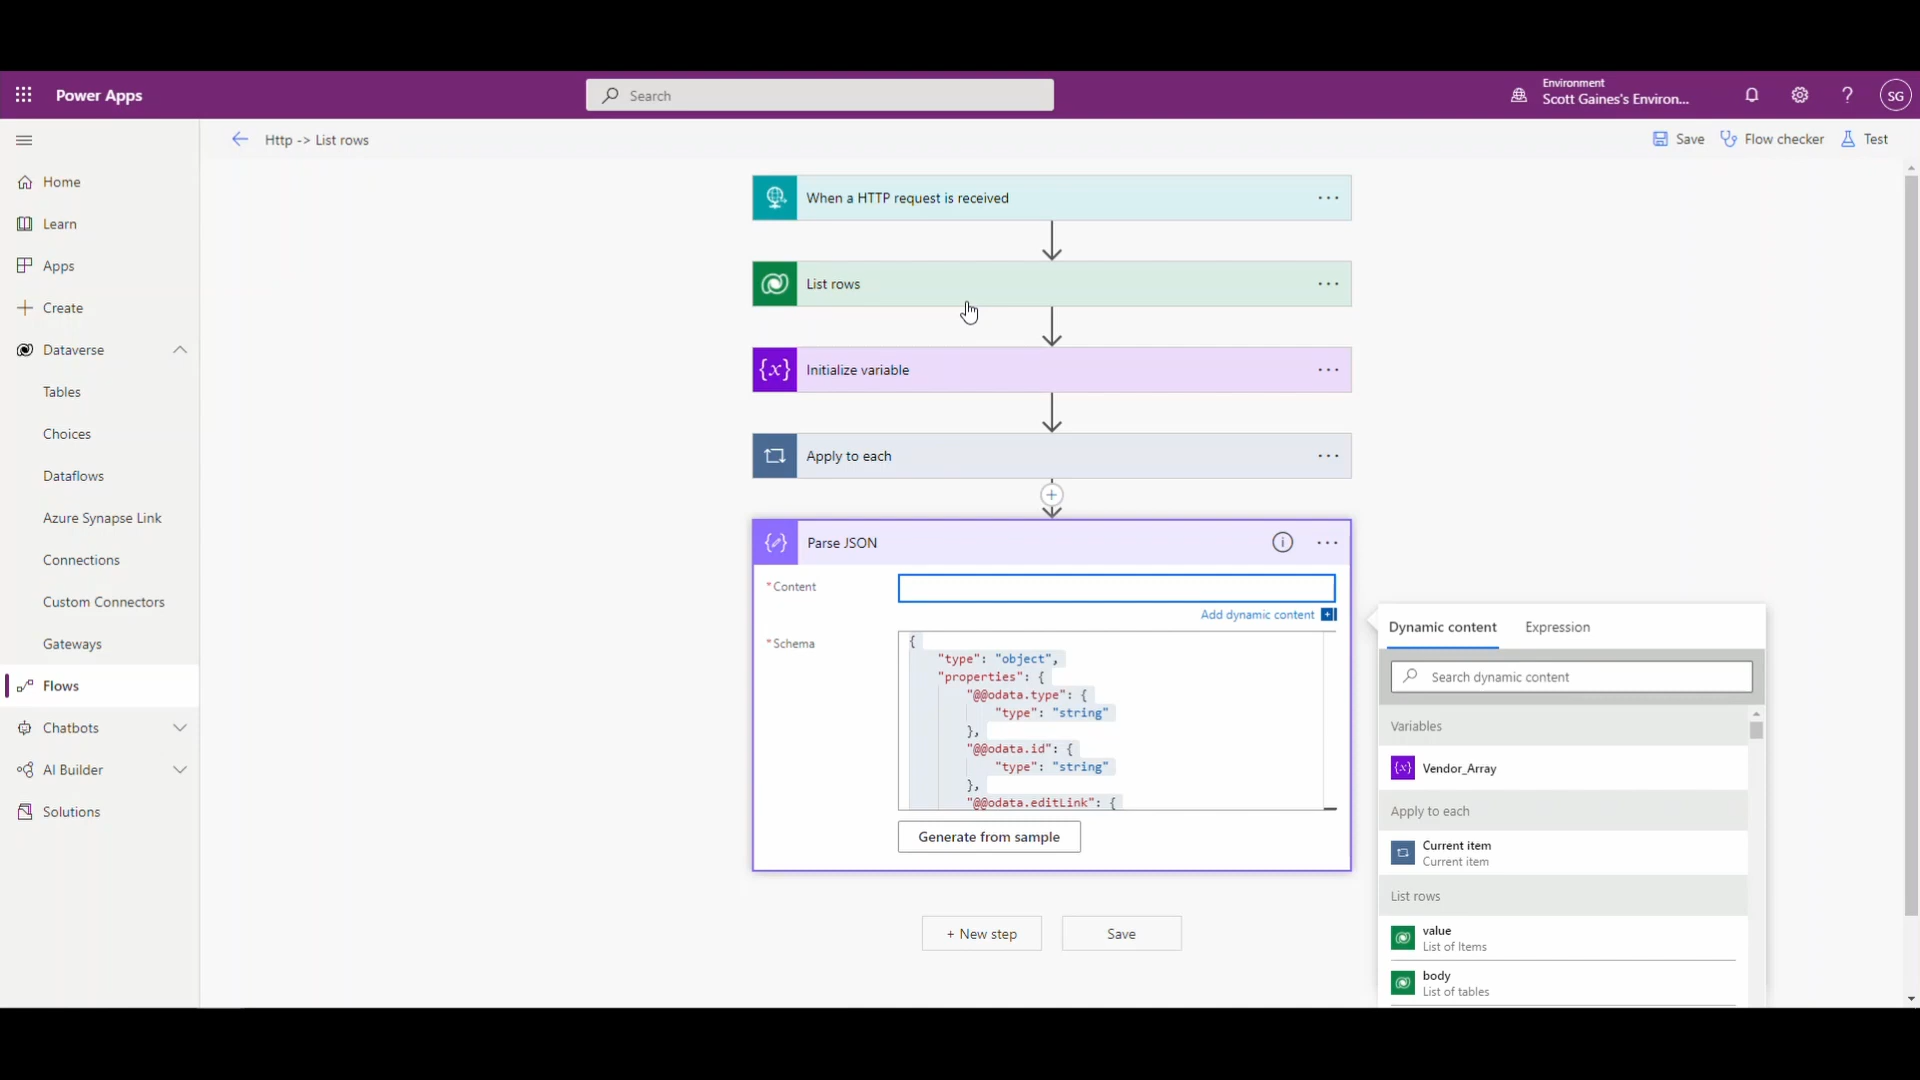 Power Apps
Search
Environment
Scott Gaines's Environ...
SG
Http -> List rows
Save
Flow checker
Test
Home
Learn
Apps
Create
Dataverse
Tables
Choices
Dataflows
Azure Synapse Link
Connections
Custom Connectors
Gateways
Flows
Chatbots
AI Builder
Solutions
When a HTTP request is received
List rows
Initialize variable
Apply to each
Parse JSON
*Content
Add dynamic content
*Schema
{
"type": "object",
"properties": {
"@@odata.type": {
"type": "string"
},
"@@odata.id": {
"type": "string"
},
"@@odata.editLink": {
Generate from sample
+ New step
Save
Dynamic content
Expression
Search dynamic content
Variables
Vendor_Array
Apply to each
Current item
Current item
List rows
value
List of Items
body
List of tables